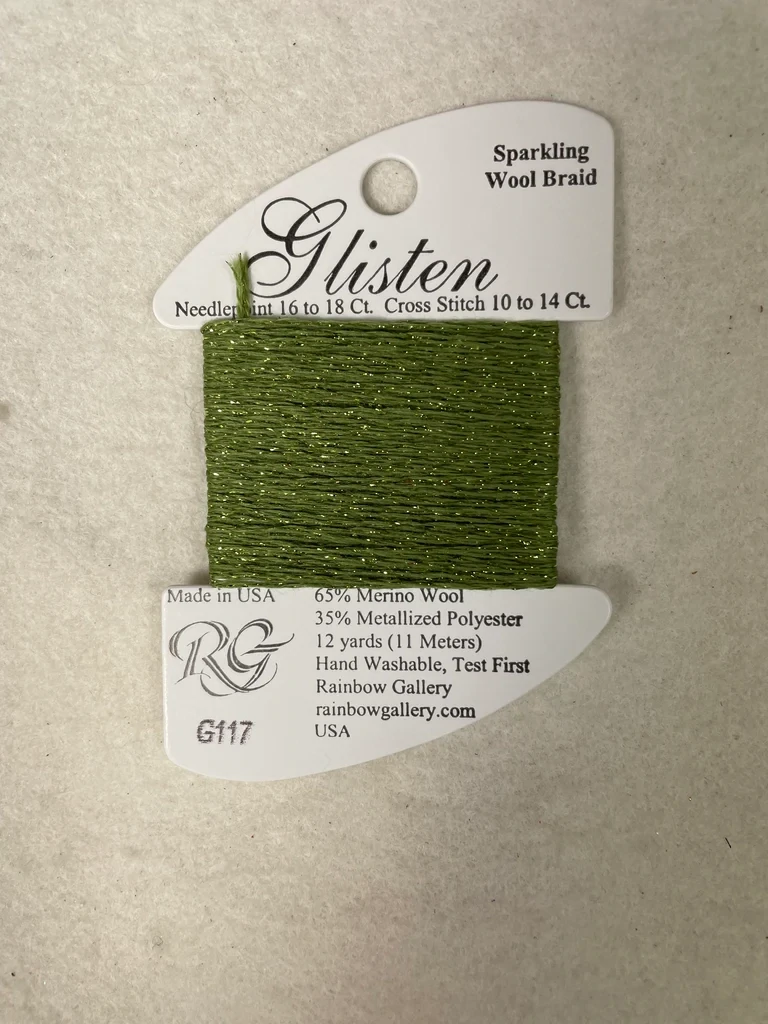 Sparkling
Wool Braid
Glisten
Needlepoint 16 to 18 Ct. Cross Stitch 10 to 14 Ct.
Made in USA
65% Merino Wool
35% Metallized Polyester
12 yards (11 Meters)
Hand Washable, Test First
Rainbow Gallery
rainbowgallery.com
USA
RG
G117